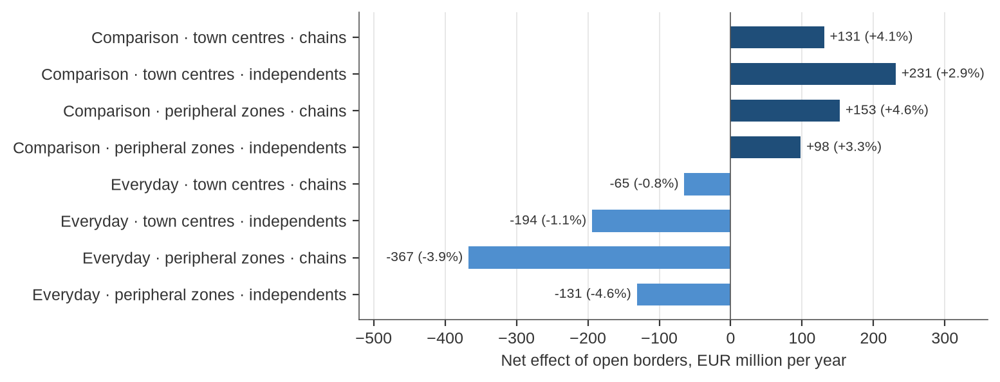 Comparison · town centres · chains +131 (+4.1%)
Comparison · town centres · independents +231 (+2.9%)
Comparison · peripheral zones · chains +153 (+4.6%)
Comparison · peripheral zones · independents +98 (+3.3%)
Everyday · town centres · chains -65 (-0.8%)
Everyday · town centres · independents -194 (-1.1%)
Everyday · peripheral zones · chains -367 (-3.9%)
Everyday · peripheral zones · independents -131 (-4.6%)
−500 −400 −300 −200 −100 0 100 200 300
Net effect of open borders, EUR million per year